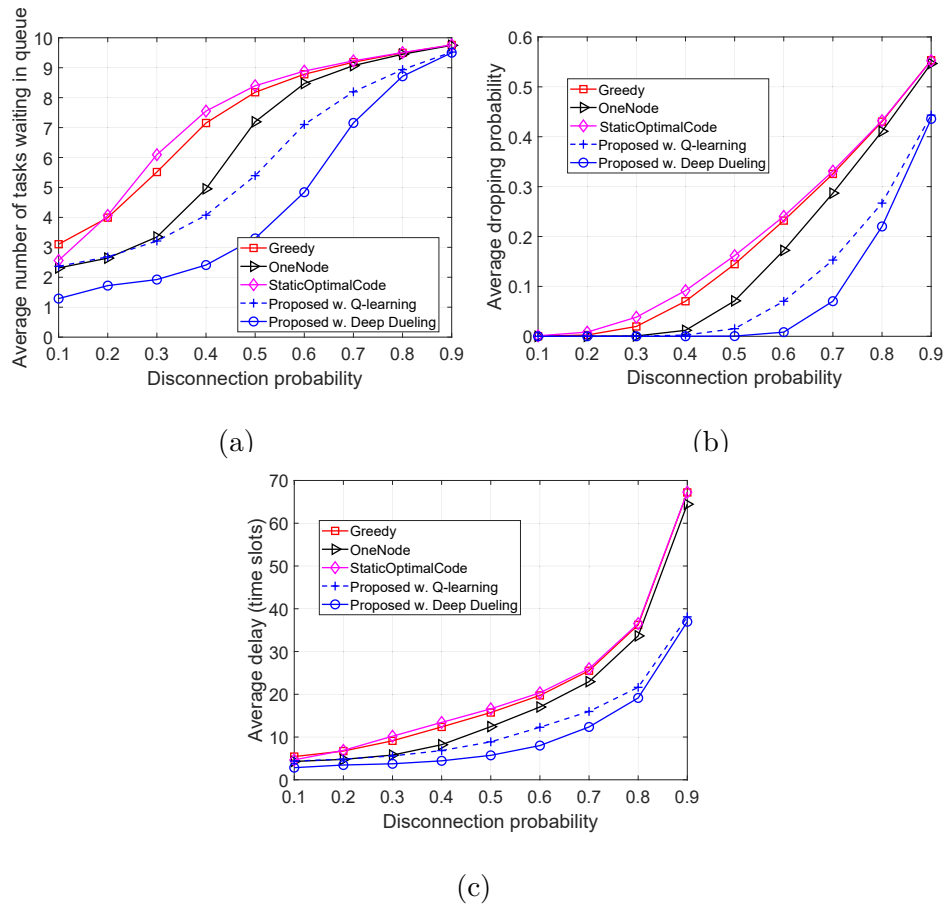 Average number of tasks waiting in queue
10
9
8
7
6
5
4
3
2
1
0
0.1 0.2 0.3 0.4 0.5 0.6 0.7 0.8 0.9
Disconnection probability
Greedy
OneNode
StaticOptimalCode
Proposed w. Q-learning
Proposed w. Deep Dueling
(a)
Average dropping probability
0.6
0.5
0.4
0.3
0.2
0.1
0
0.1 0.2 0.3 0.4 0.5 0.6 0.7 0.8 0.9
Disconnection probability
Greedy
OneNode
StaticOptimalCode
Proposed w. Q-learning
Proposed w. Deep Dueling
(b)
Average delay (time slots)
70
60
50
40
30
20
10
0
0.1 0.2 0.3 0.4 0.5 0.6 0.7 0.8 0.9
Disconnection probability
Greedy
OneNode
StaticOptimalCode
Proposed w. Q-learning
Proposed w. Deep Dueling
(c)